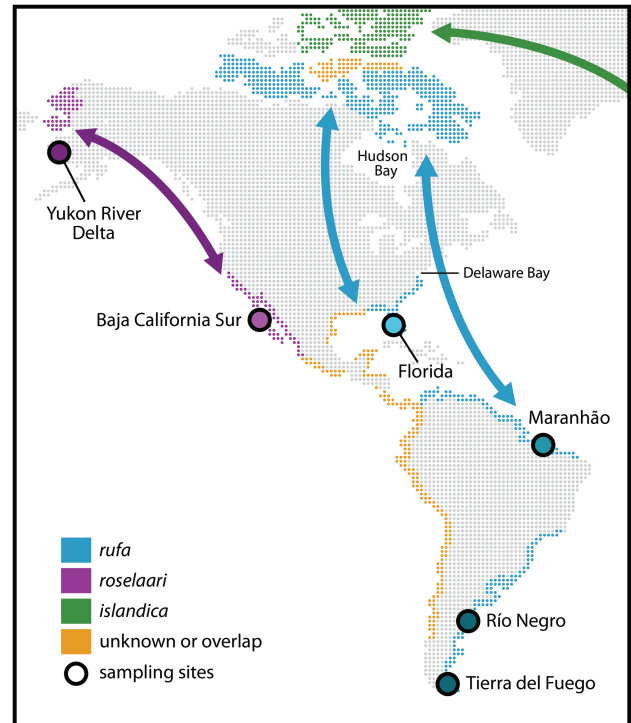 Hudson
Bay
Yukon River
Delta
Delaware Bay
Baja California Sur
Florida
Maranhão
rufa
roselaari
islandica
unknown or overlap
sampling sites
Río Negro
Tierra del Fuego